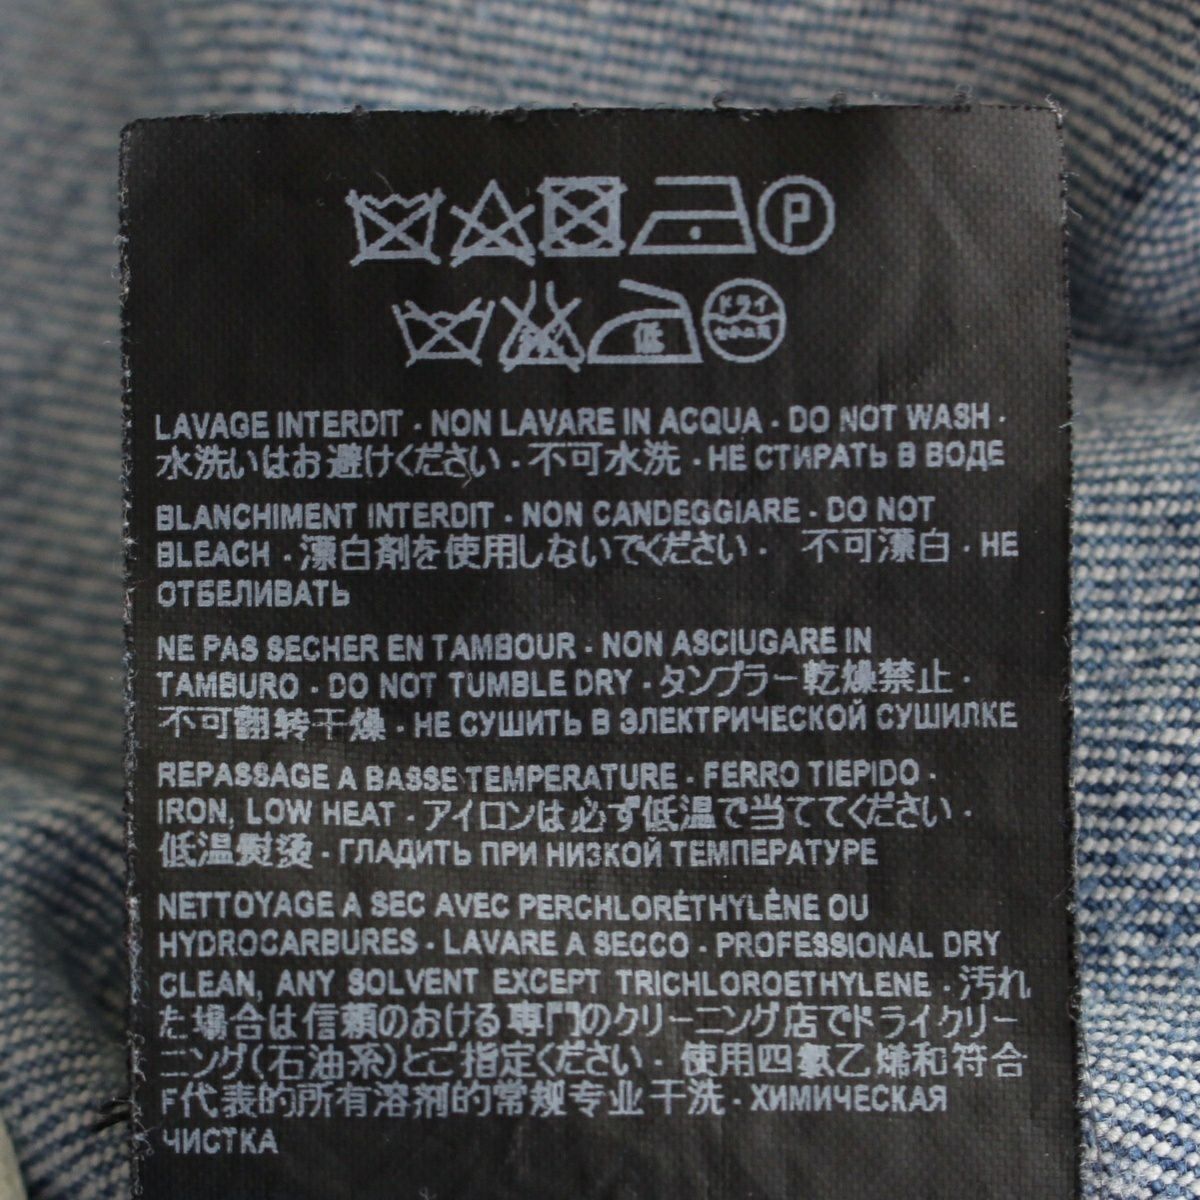 P
低
ドライ
セキユ系
LAVAGE INTERDIT · NON LAVARE IN ACQUA · DO NOT WASH ·
水洗いはお避けください · 不可水洗 · НЕ СТИРАТЬ В ВОДЕ
BLANCHIMENT INTERDIT · NON CANDEGGIARE · DO NOT
BLEACH · 漂白剤を使用しないでください · 不可漂白 · НЕ
ОТБЕЛИВАТЬ
NE PAS SECHER EN TAMBOUR · NON ASCIUGARE IN
TAMBURO · DO NOT TUMBLE DRY · タンブラー乾燥禁止 ·
不可翻转干燥 · НЕ СУШИТЬ В ЭЛЕКТРИЧЕСКОЙ СУШИЛКЕ
REPASSAGE A BASSE TEMPERATURE · FERRO TIEPIDO ·
IRON, LOW HEAT · アイロンは必ず低温で当ててください ·
低温熨烫 · ГЛАДИТЬ ПРИ НИЗКОЙ ТЕМПЕРАТУРЕ
NETTOYAGE A SEC AVEC PERCHLORÉTHYLÈNE OU
HYDROCARBURES · LAVARE A SECCO · PROFESSIONAL DRY
CLEAN, ANY SOLVENT EXCEPT TRICHLOROETHYLENE · 汚れ
た場合は信頼のおける専門のクリーニング店でドライクリー
ニング(石油系)とご指定ください · 使用四氯乙烯和符合
F代表的所有溶剂的常规专业干洗 · ХИМИЧЕСКАЯ
ЧИСТКА